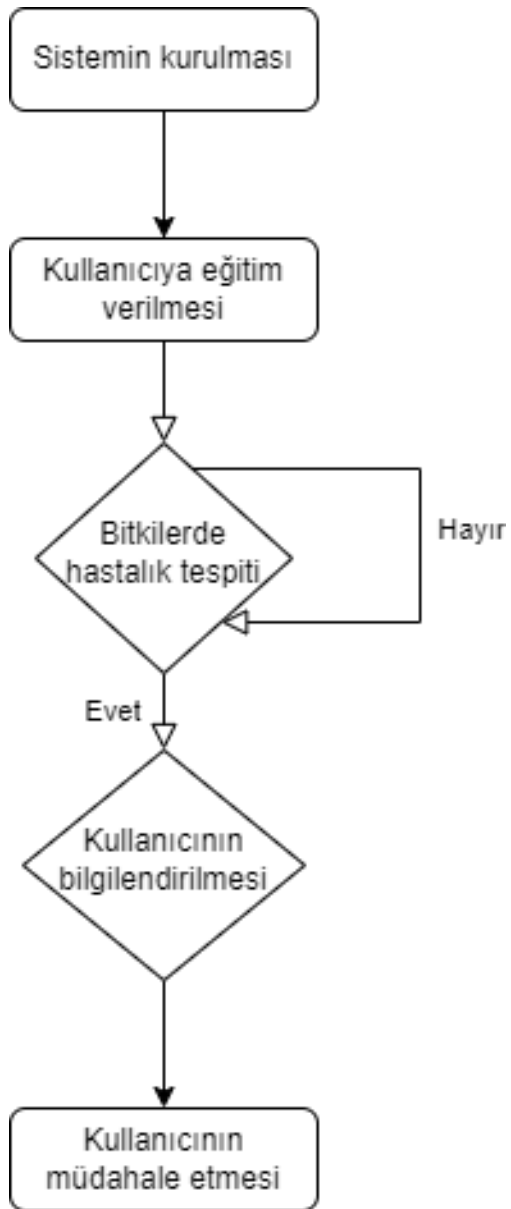 Sistemin kurulması
Kullanıcıya eğitim
verilmesi
Bitkilerde
hastalık tespiti
Hayır
Evet
Kullanıcının
bilgilendirilmesi
Kullanıcının
müdahale etmesi